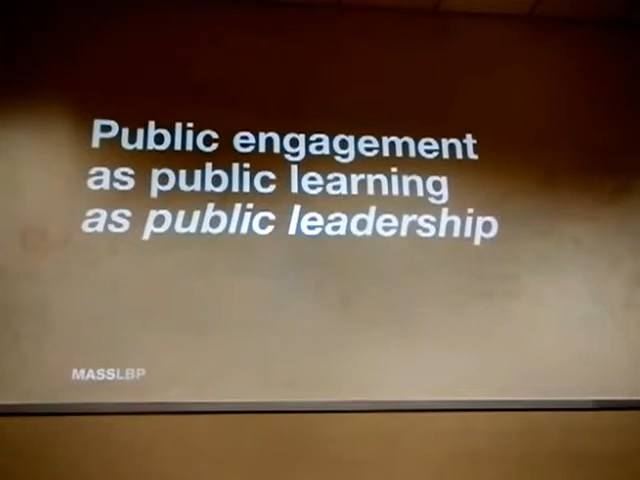 Public engagement
as public learning
as public leadership
MASSLBP